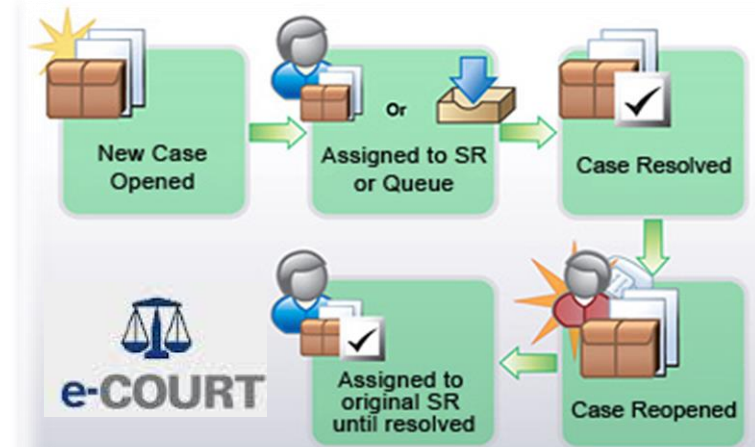 New Case
Opened
Or
Assigned to SR
or Queue
Case Resolved
Case Reopened
Assigned to
original SR
until resolved
e-COURT